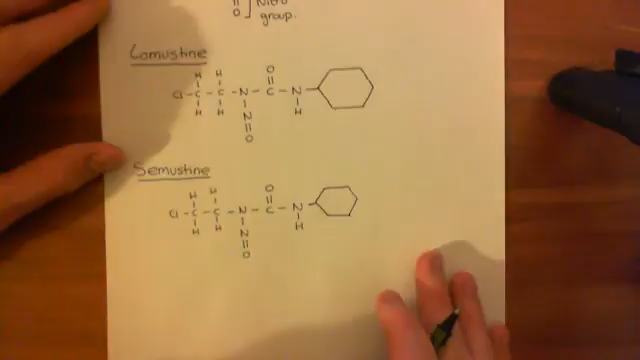 O ] Nitro
group.
Lomustine
H H O
Cl - C - C - N - C - N
H H N H
O
Semustine
H H O
Cl - C - C - N - C - N
H H N H
O